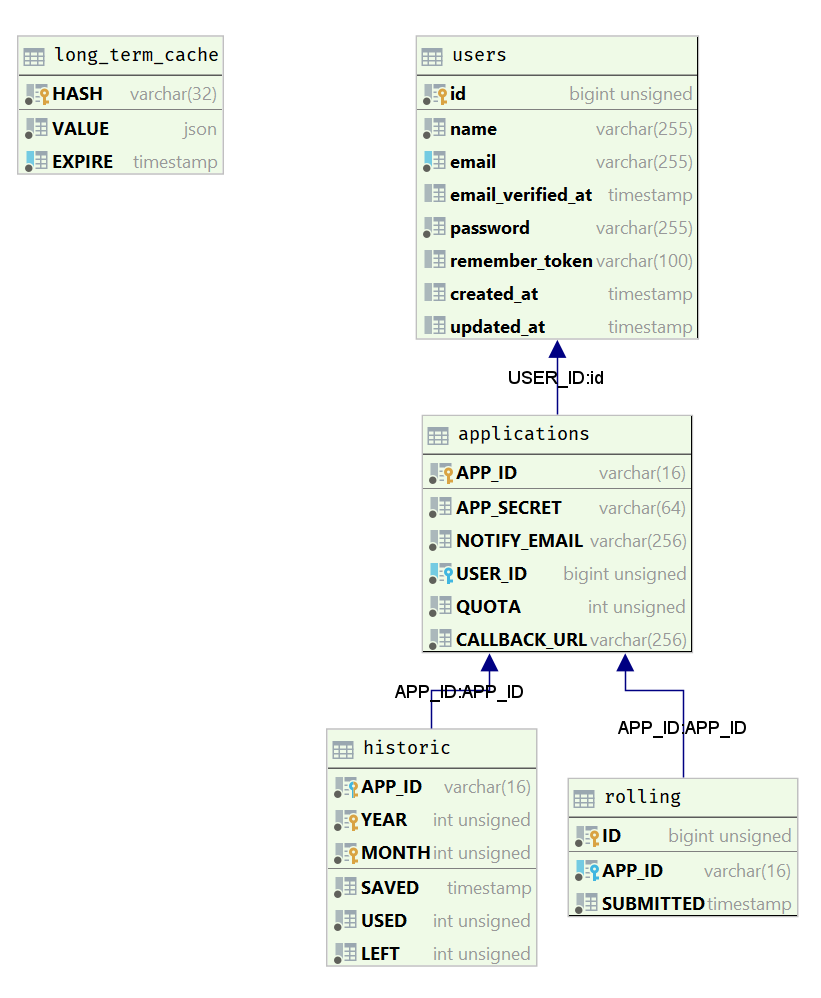 long_term_cache
HASH varchar(32)
VALUE json
EXPIRE timestamp
users
id bigint unsigned
name varchar(255)
email varchar(255)
email_verified_at timestamp
password varchar(255)
remember_token varchar(100)
created_at timestamp
updated_at timestamp
USER_ID:id
applications
APP_ID varchar(16)
APP_SECRET varchar(64)
NOTIFY_EMAIL varchar(256)
USER_ID bigint unsigned
QUOTA int unsigned
CALLBACK_URL varchar(256)
APP_ID:APP_ID
APP_ID:APP_ID
historic
APP_ID varchar(16)
YEAR int unsigned
MONTH int unsigned
SAVED timestamp
USED int unsigned
LEFT int unsigned
rolling
ID bigint unsigned
APP_ID varchar(16)
SUBMITTED timestamp